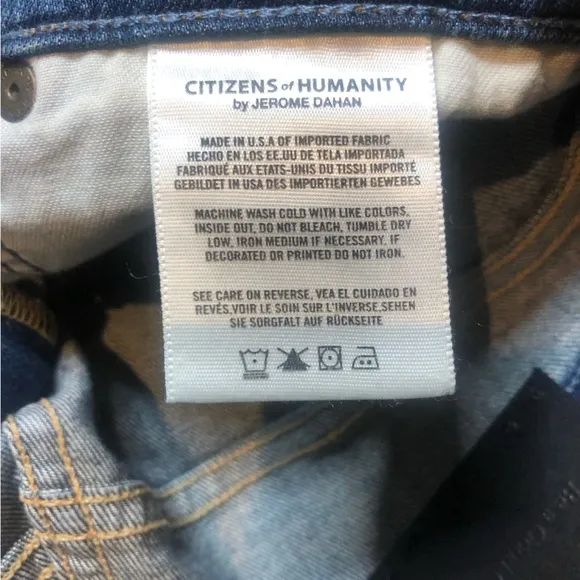 CITIZENS of HUMANITY
by JEROME DAHAN
MADE IN U.S.A OF IMPORTED FABRIC
HECHO EN LOS EE.UU DE TELA IMPORTADA
FABRIQUÉ AUX ETATS-UNIS DU TISSU IMPORTÉ
GEBILDET IN USA DES IMPORTIERTEN GEWEBES
MACHINE WASH COLD WITH LIKE COLORS,
INSIDE OUT, DO NOT BLEACH, TUMBLE DRY
LOW, IRON MEDIUM IF NECESSARY. IF
DECORATED OR PRINTED DO NOT IRON.
SEE CARE ON REVERSE, VEA EL CUIDADO EN
REVÉS,VOIR LE SOIN SUR L'INVERSE,SEHEN
SIE SORGFALT AUF RÜCKSEITE